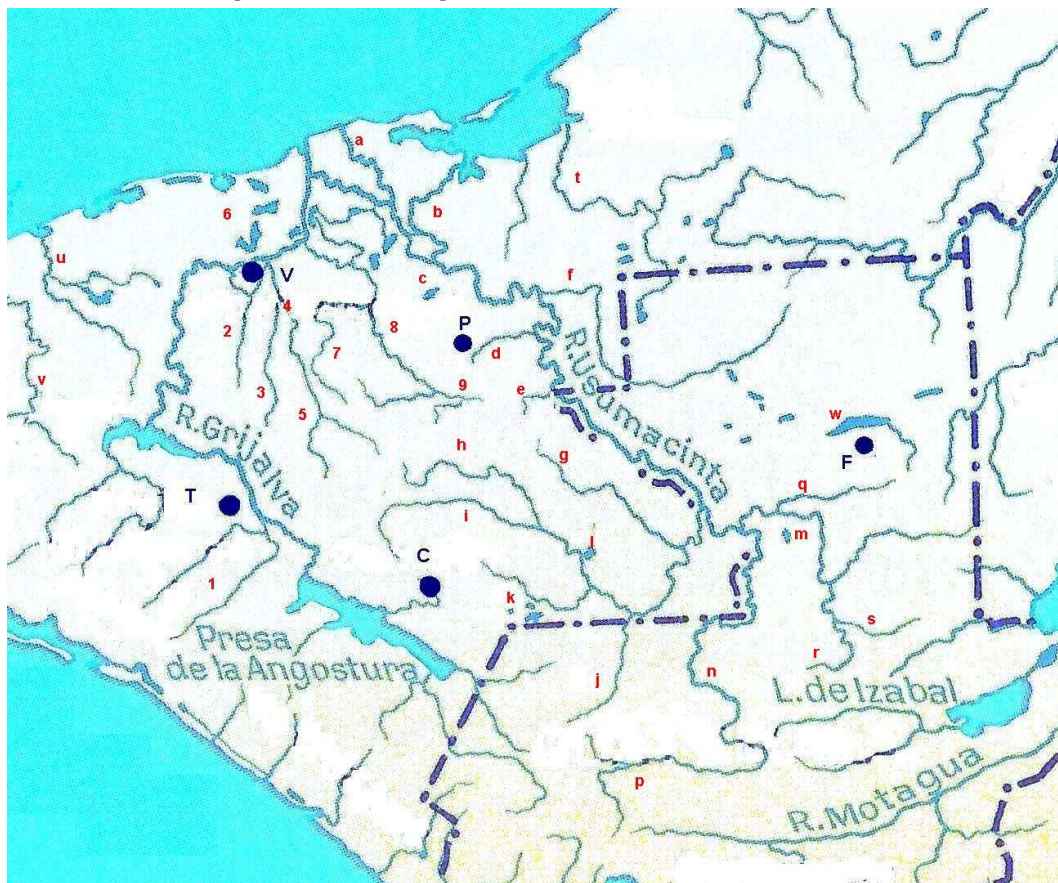 a
t
6
b
u
V
c
f
4
2
8
P
7
d
v
3
5
9
e
R.Grijalva
R.Usumacinta
w
h
g
F
T
q
i
l
m
C
1
k
s
Presa
de la Angostura
r
n
j
L. de Izabal
p
R. Motagua